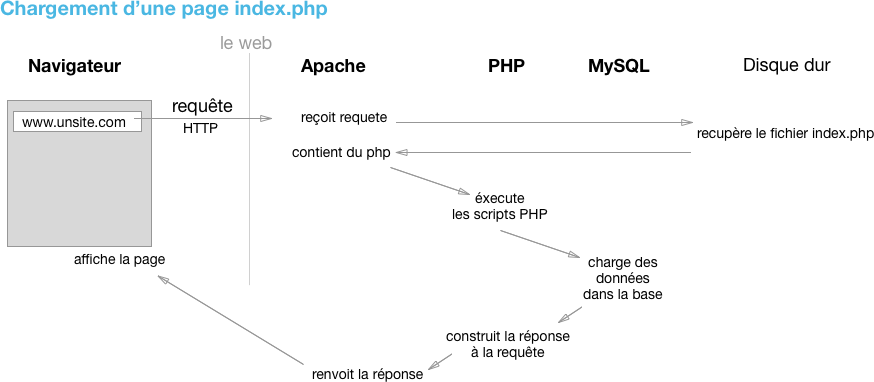 Chargement d'une page index.php
le web
Navigateur
Apache
PHP
MySQL
Disque dur
www.unsite.com
requête
HTTP
reçoit requete
recupère le fichier index.php
contient du php
éxecute
les scripts PHP
affiche la page
charge des
données
dans la base
construit la réponse
à la requête
renvoit la réponse